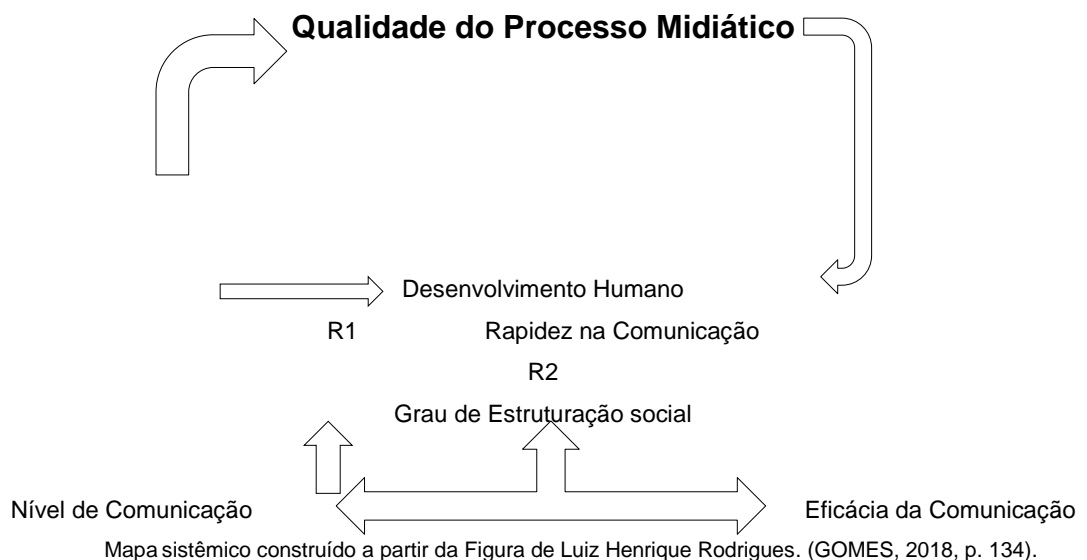 Qualidade do Processo Midiático
Desenvolvimento Humano
R1 Rapidez na Comunicação
R2
Grau de Estruturação social
Nível de Comunicação Eficácia da Comunicação
Mapa sistêmico construído a partir da Figura de Luiz Henrique Rodrigues. (GOMES, 2018, p. 134).